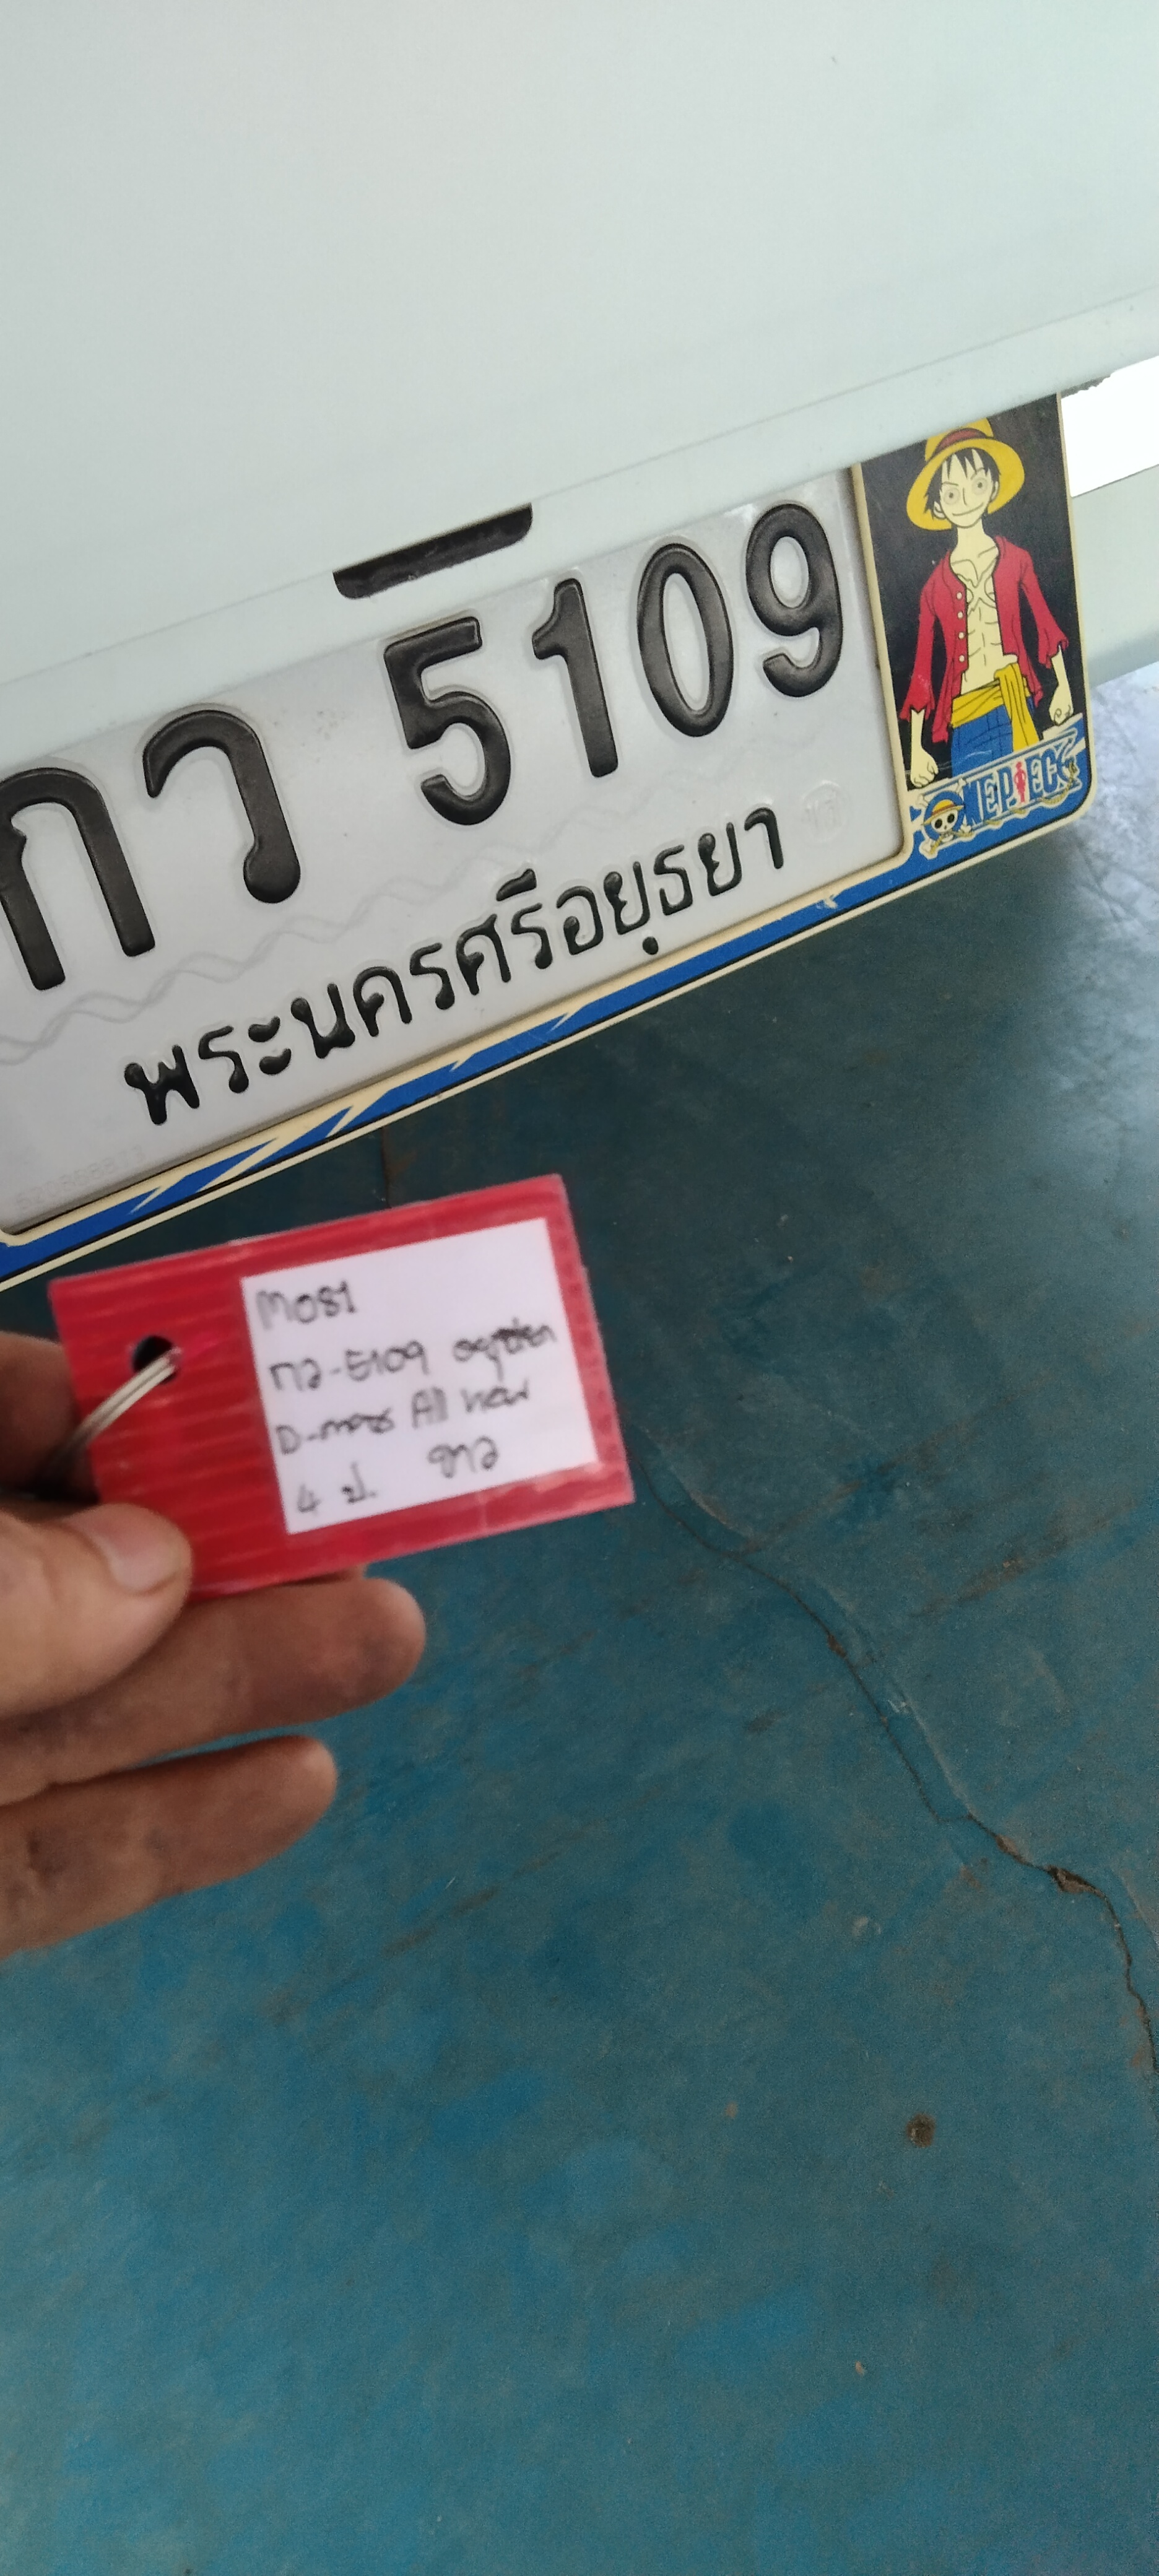 กว 5109
พระนครศรีอยุธยา
ONE PIECE
M081
กว-5109 อยุธยา
D-max All new
4 ป. ขาว